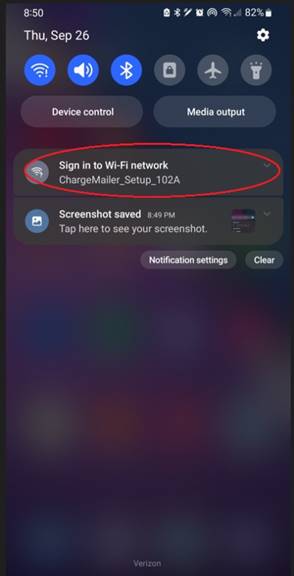 8:50
82%
Thu, Sep 26
Device control
Media output
Sign in to Wi-Fi network
ChargeMailer_Setup_102A
Screenshot saved 8:49 PM
Tap here to see your screenshot.
Notification settings
Clear
Verizon